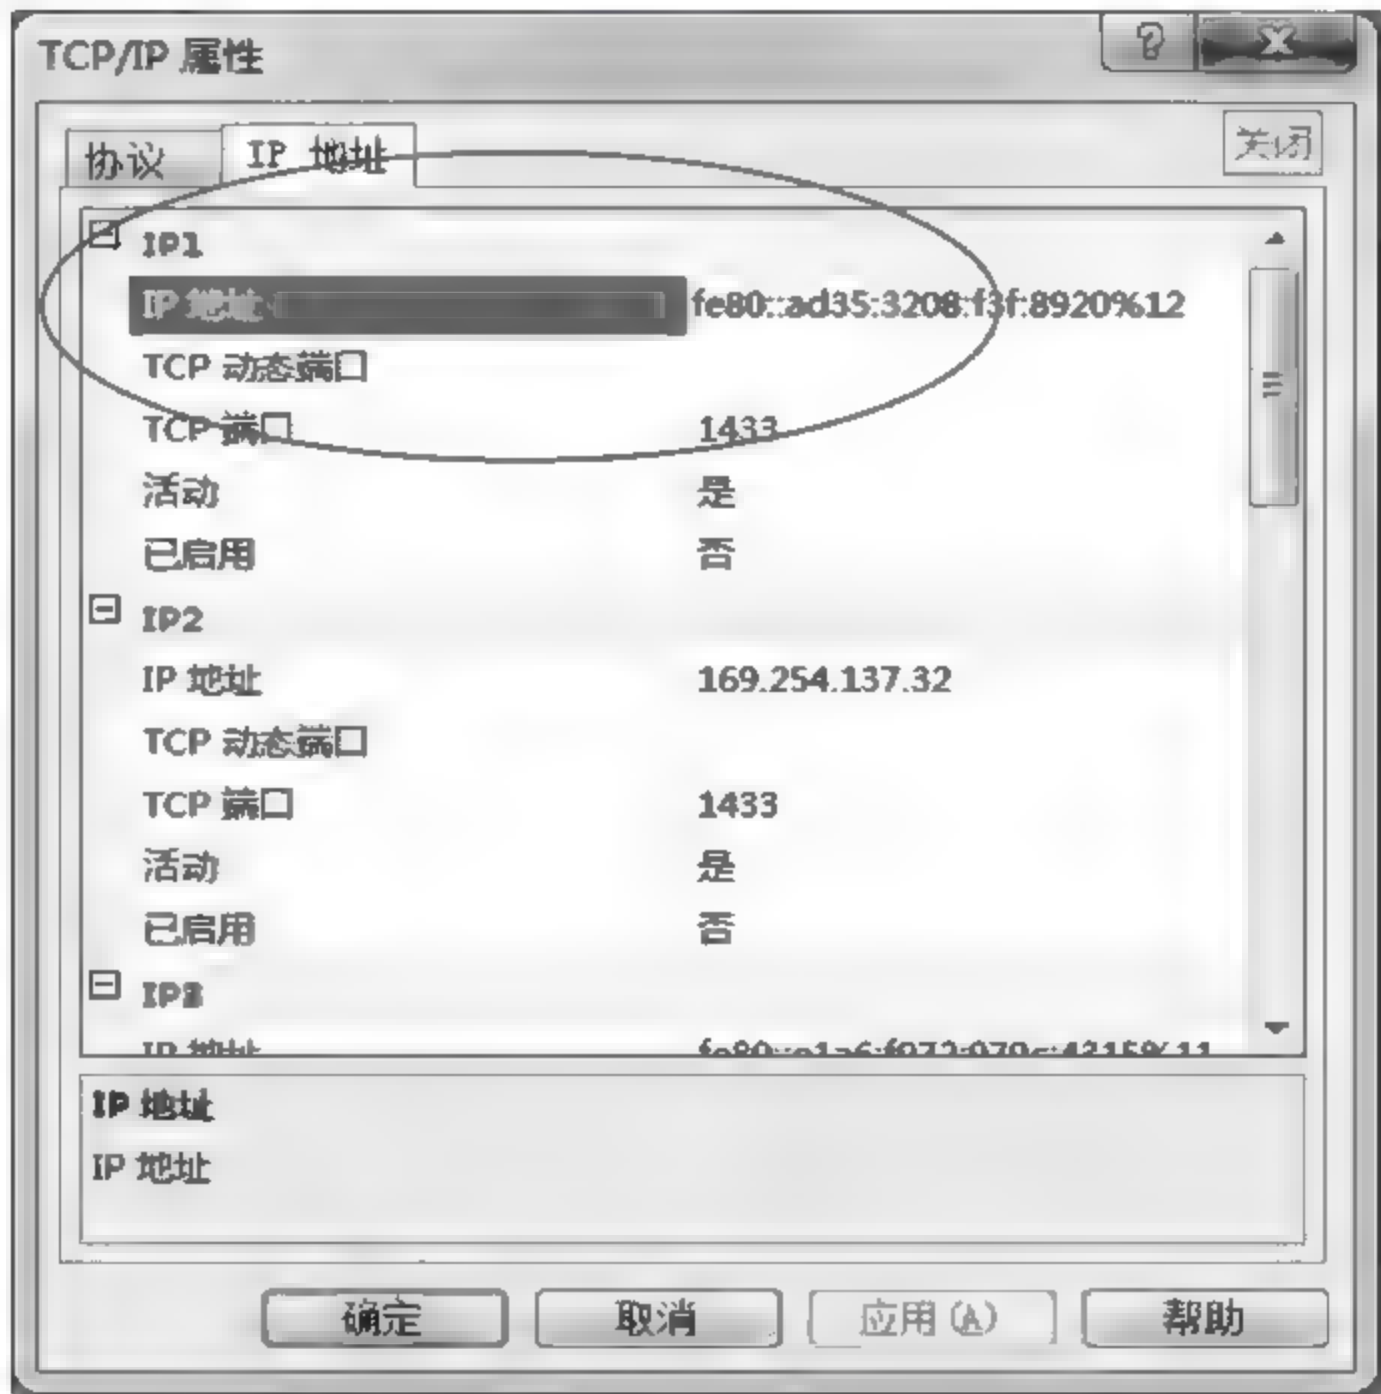 TCP/IP 属性
协议 IP 地址 关闭
IP1
IP 地址 fe80::ad35:3208:f3f:8920%12
TCP 动态端口
TCP 端口 1433
活动 是
已启用 否
IP2
IP 地址 169.254.137.32
TCP 动态端口
TCP 端口 1433
活动 是
已启用 否
IP3
IP 地址
IP 地址
IP 地址
确定 取消 应用(A) 帮助